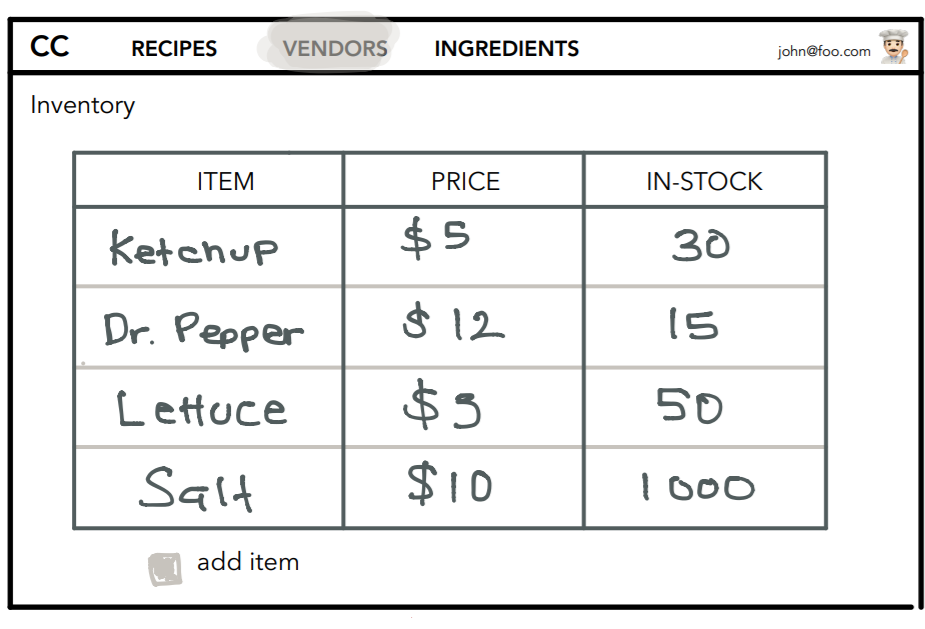 CC RECIPES VENDORS INGREDIENTS john@foo.com
Inventory
ITEM PRICE IN-STOCK
Ketchup $5 30
Dr. Pepper $12 15
Lettuce $3 50
Salt $10 1000
add item